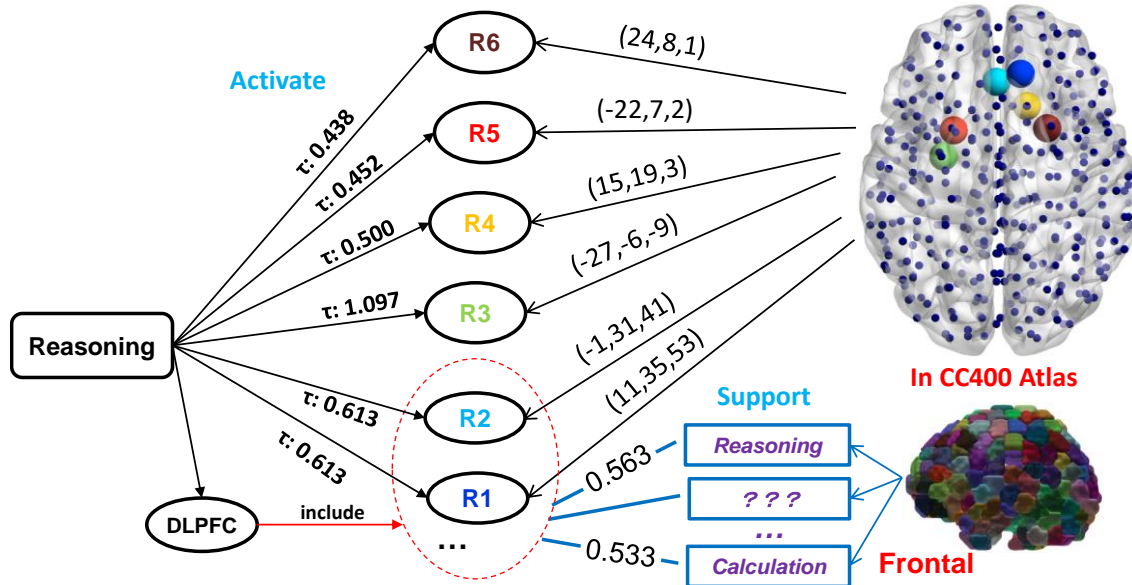 R6
(24,8,1)
Activate
τ: 0.438
R5
(-22,7,2)
τ: 0.452
R4
(15,19,3)
τ: 0.500
R3
(-27,-6,-9)
τ: 1.097
Reasoning
R2
(-1,31,41)
τ: 0.613
R1
(11,35,53)
τ: 0.613
...
DLPFC
include
In CC400 Atlas
Support
0.563
Reasoning
? ? ?
...
0.533
Calculation
Frontal